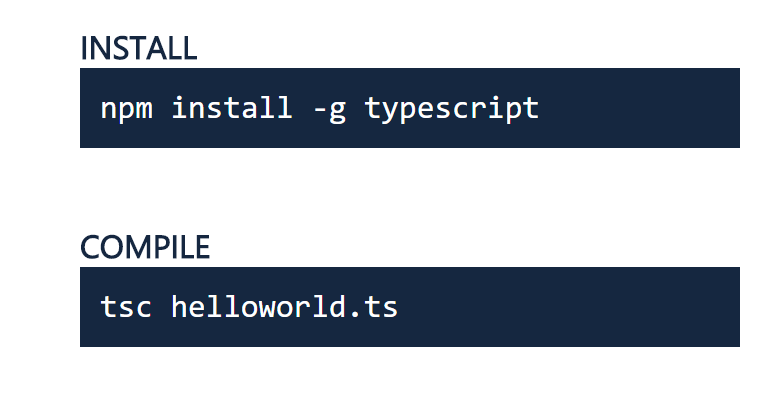 INSTALL
npm install -g typescript
COMPILE
tsc helloworld.ts